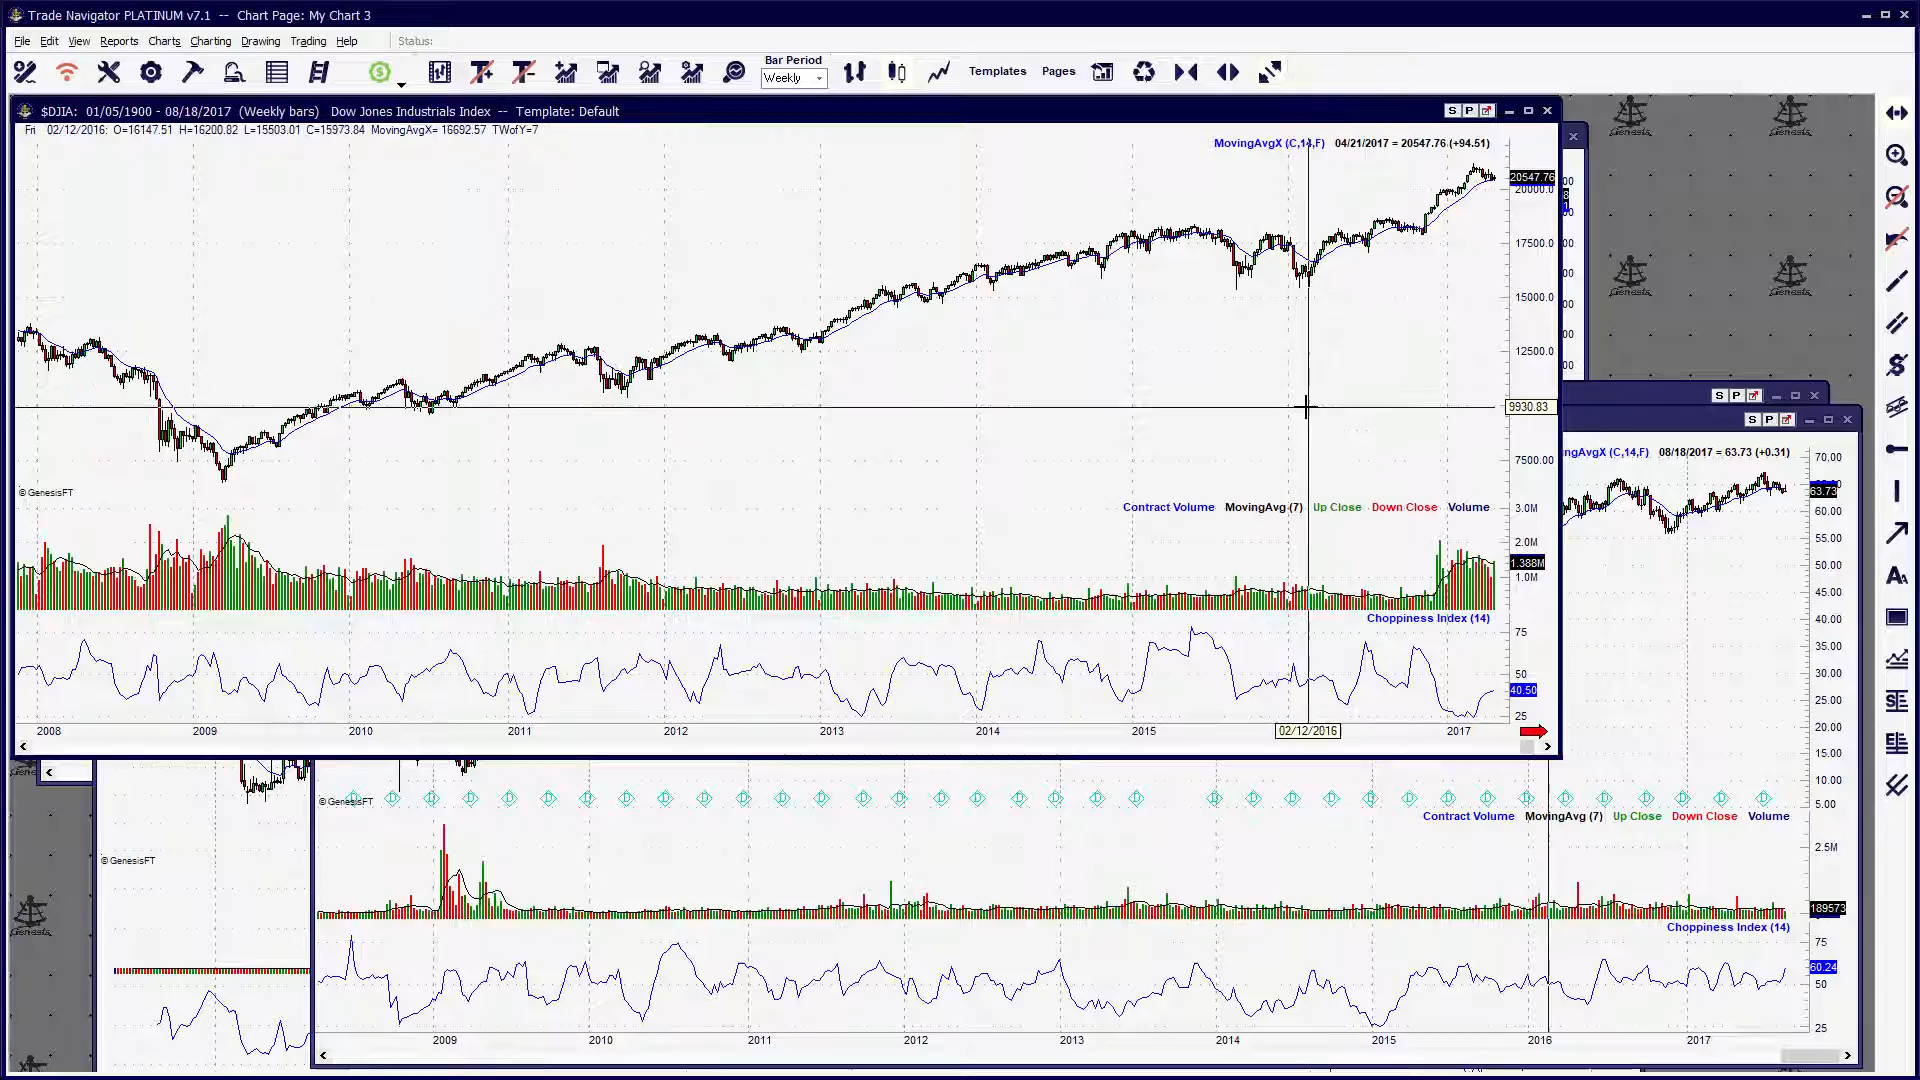 Trade Navigator PLATINUM v7.1 -- Chart Page: My Chart 3
File Edit View Reports Charts Charting Drawing Trading Help Status:
Bar Period
Weekly
Templates Pages
$DJIA: 01/05/1900 - 08/18/2017 (Weekly bars) Dow Jones Industrials Index -- Template: Default
S P
Fri 02/12/2016: O=16147.51 H=16200.82 L=15503.01 C=15973.84 MovingAvgX= 16692.57 TWofY=7
MovingAvgX (C,14,F) 04/21/2017 = 20547.76 (+94.51)
20547.76
20000.0
17500.0
15000.0
12500.0
9930.83
7500.00
© GenesisFT
Contract Volume MovingAvg (7) Up Close Down Close Volume
3.0M
2.0M
1.388M
1.0M
Choppiness Index (14)
75
50
40.50
25
2008 2009 2010 2011 2012 2013 2014 2015 02/12/2016 2017
Genesis Genesis
Genesis Genesis
S P
S P
ngAvgX (C,14,F) 08/18/2017 = 63.73 (+0.31)
70.00
63.73
60.00
55.00
50.00
45.00
40.00
35.00
30.00
25.00
20.00
15.00
10.00
5.00
© GenesisFT
D D D D D D D D D D D D D D D D D D D D D D D D D D D D D D D D D D D D
Contract Volume MovingAvg (7) Up Close Down Close Volume
2.5M
189573
Choppiness Index (14)
75
60.24
50
25
2009 2010 2011 2012 2013 2014 2015 2016 2017
© GenesisFT
Genesis